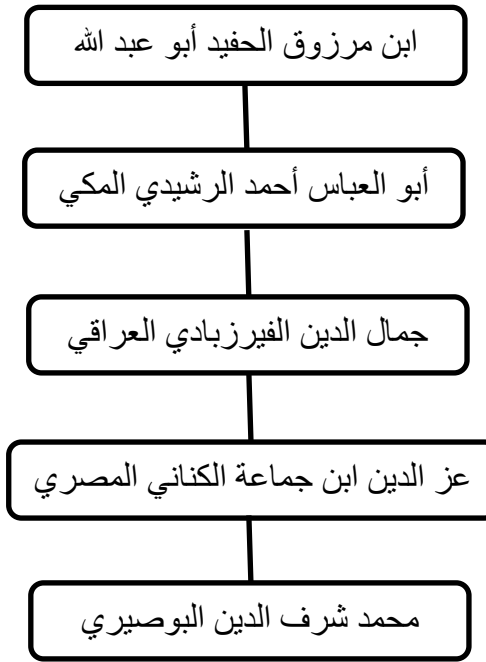 ابن مرزوق الحفيد أبو عبد الله
أبو العباس أحمد الرشيدي المكي
جمال الدين الفيرزبادي العراقي
عز الدين ابن جماعة الكناني المصري
محمد شرف الدين البوصيري